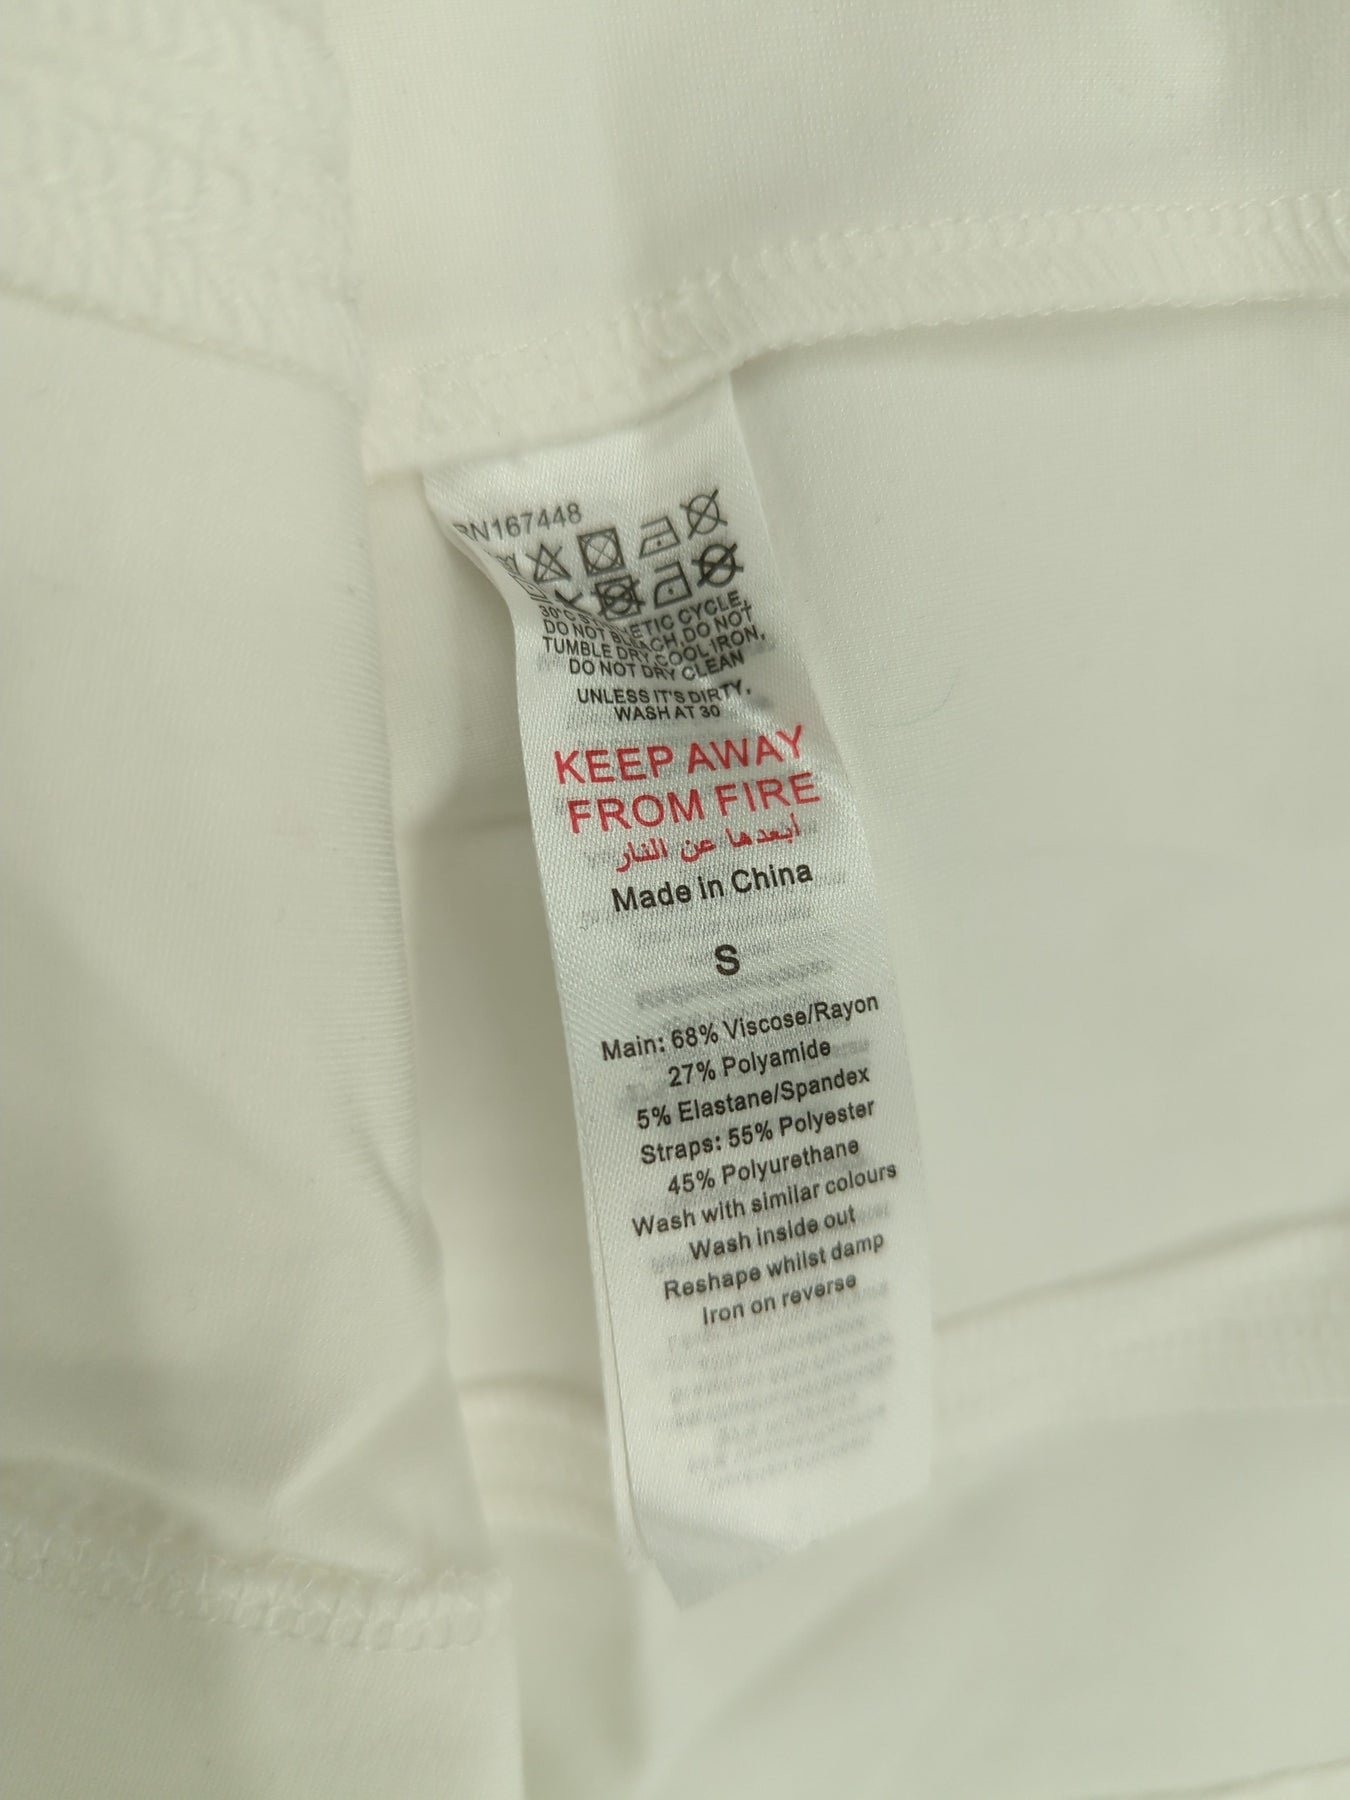 RN167448
30°C
ETIC CYCLE,
DO NOT BLEACH, DO NOT
TUMBLE DRY, COOL IRON,
DO NOT DRY CLEAN
UNLESS IT'S DIRTY,
WASH AT 30
KEEP AWAY
FROM FIRE
أبعدها عن النار
Made in China
S
Main: 68% Viscose/Rayon
27% Polyamide
5% Elastane/Spandex
Straps: 55% Polyester
45% Polyurethane
Wash with similar colours
Wash inside out
Reshape whilst damp
Iron on reverse